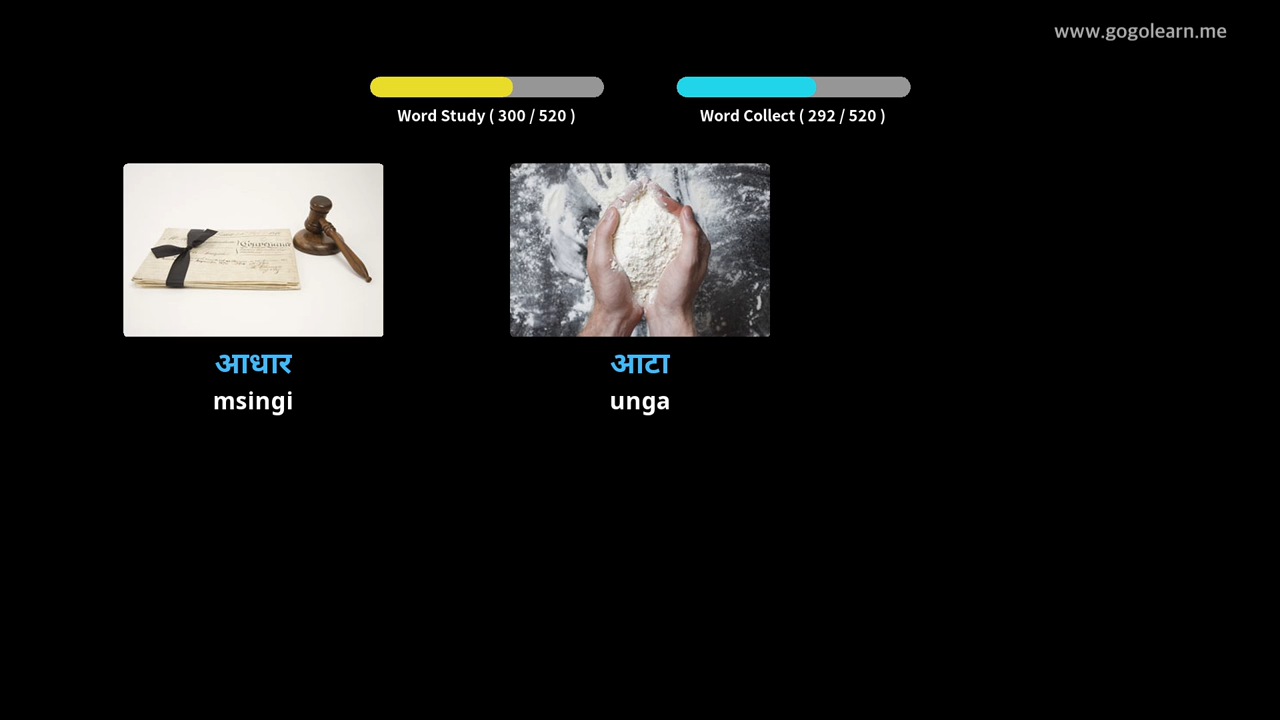 www.gogolearn.me
Word Study ( 300 / 520 )
Word Collect ( 292 / 520 )
आधार
msingi
आटा
unga